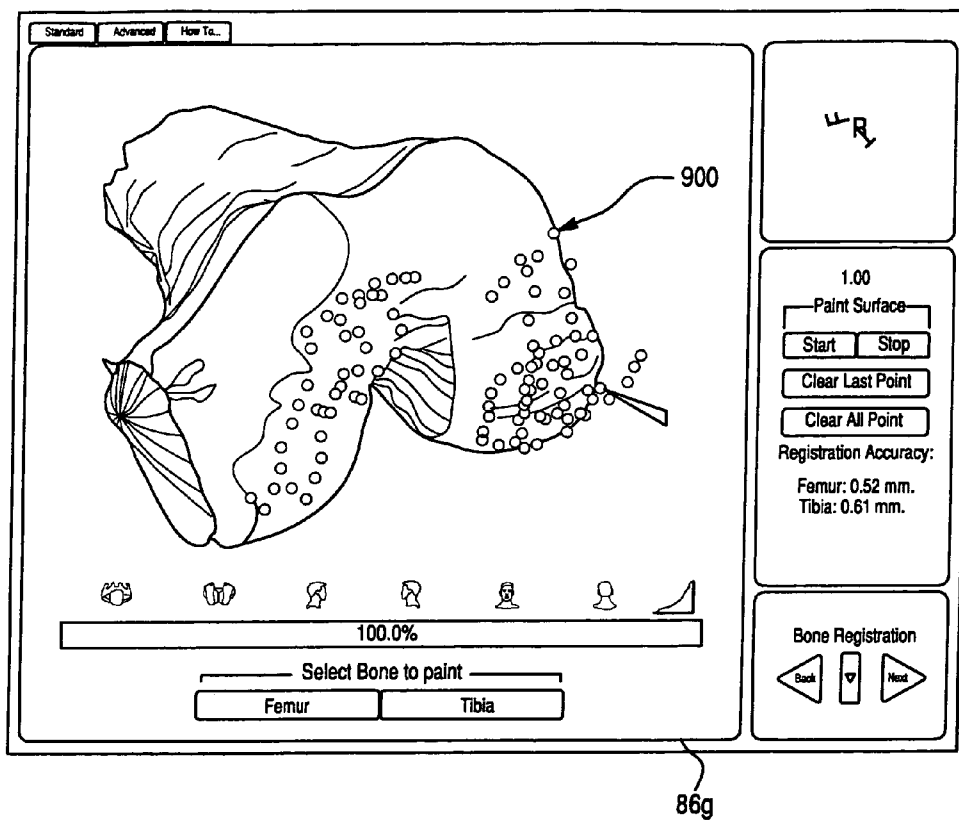 Standard Advanced How To...
900
F R T
1.00
Paint Surface
Start Stop
Clear Last Point
Clear All Point
Registration Accuracy:
Femur: 0.52 mm.
Tibia: 0.61 mm.
100.0%
Select Bone to paint
Femur Tibia
Bone Registration
Back Next
86g